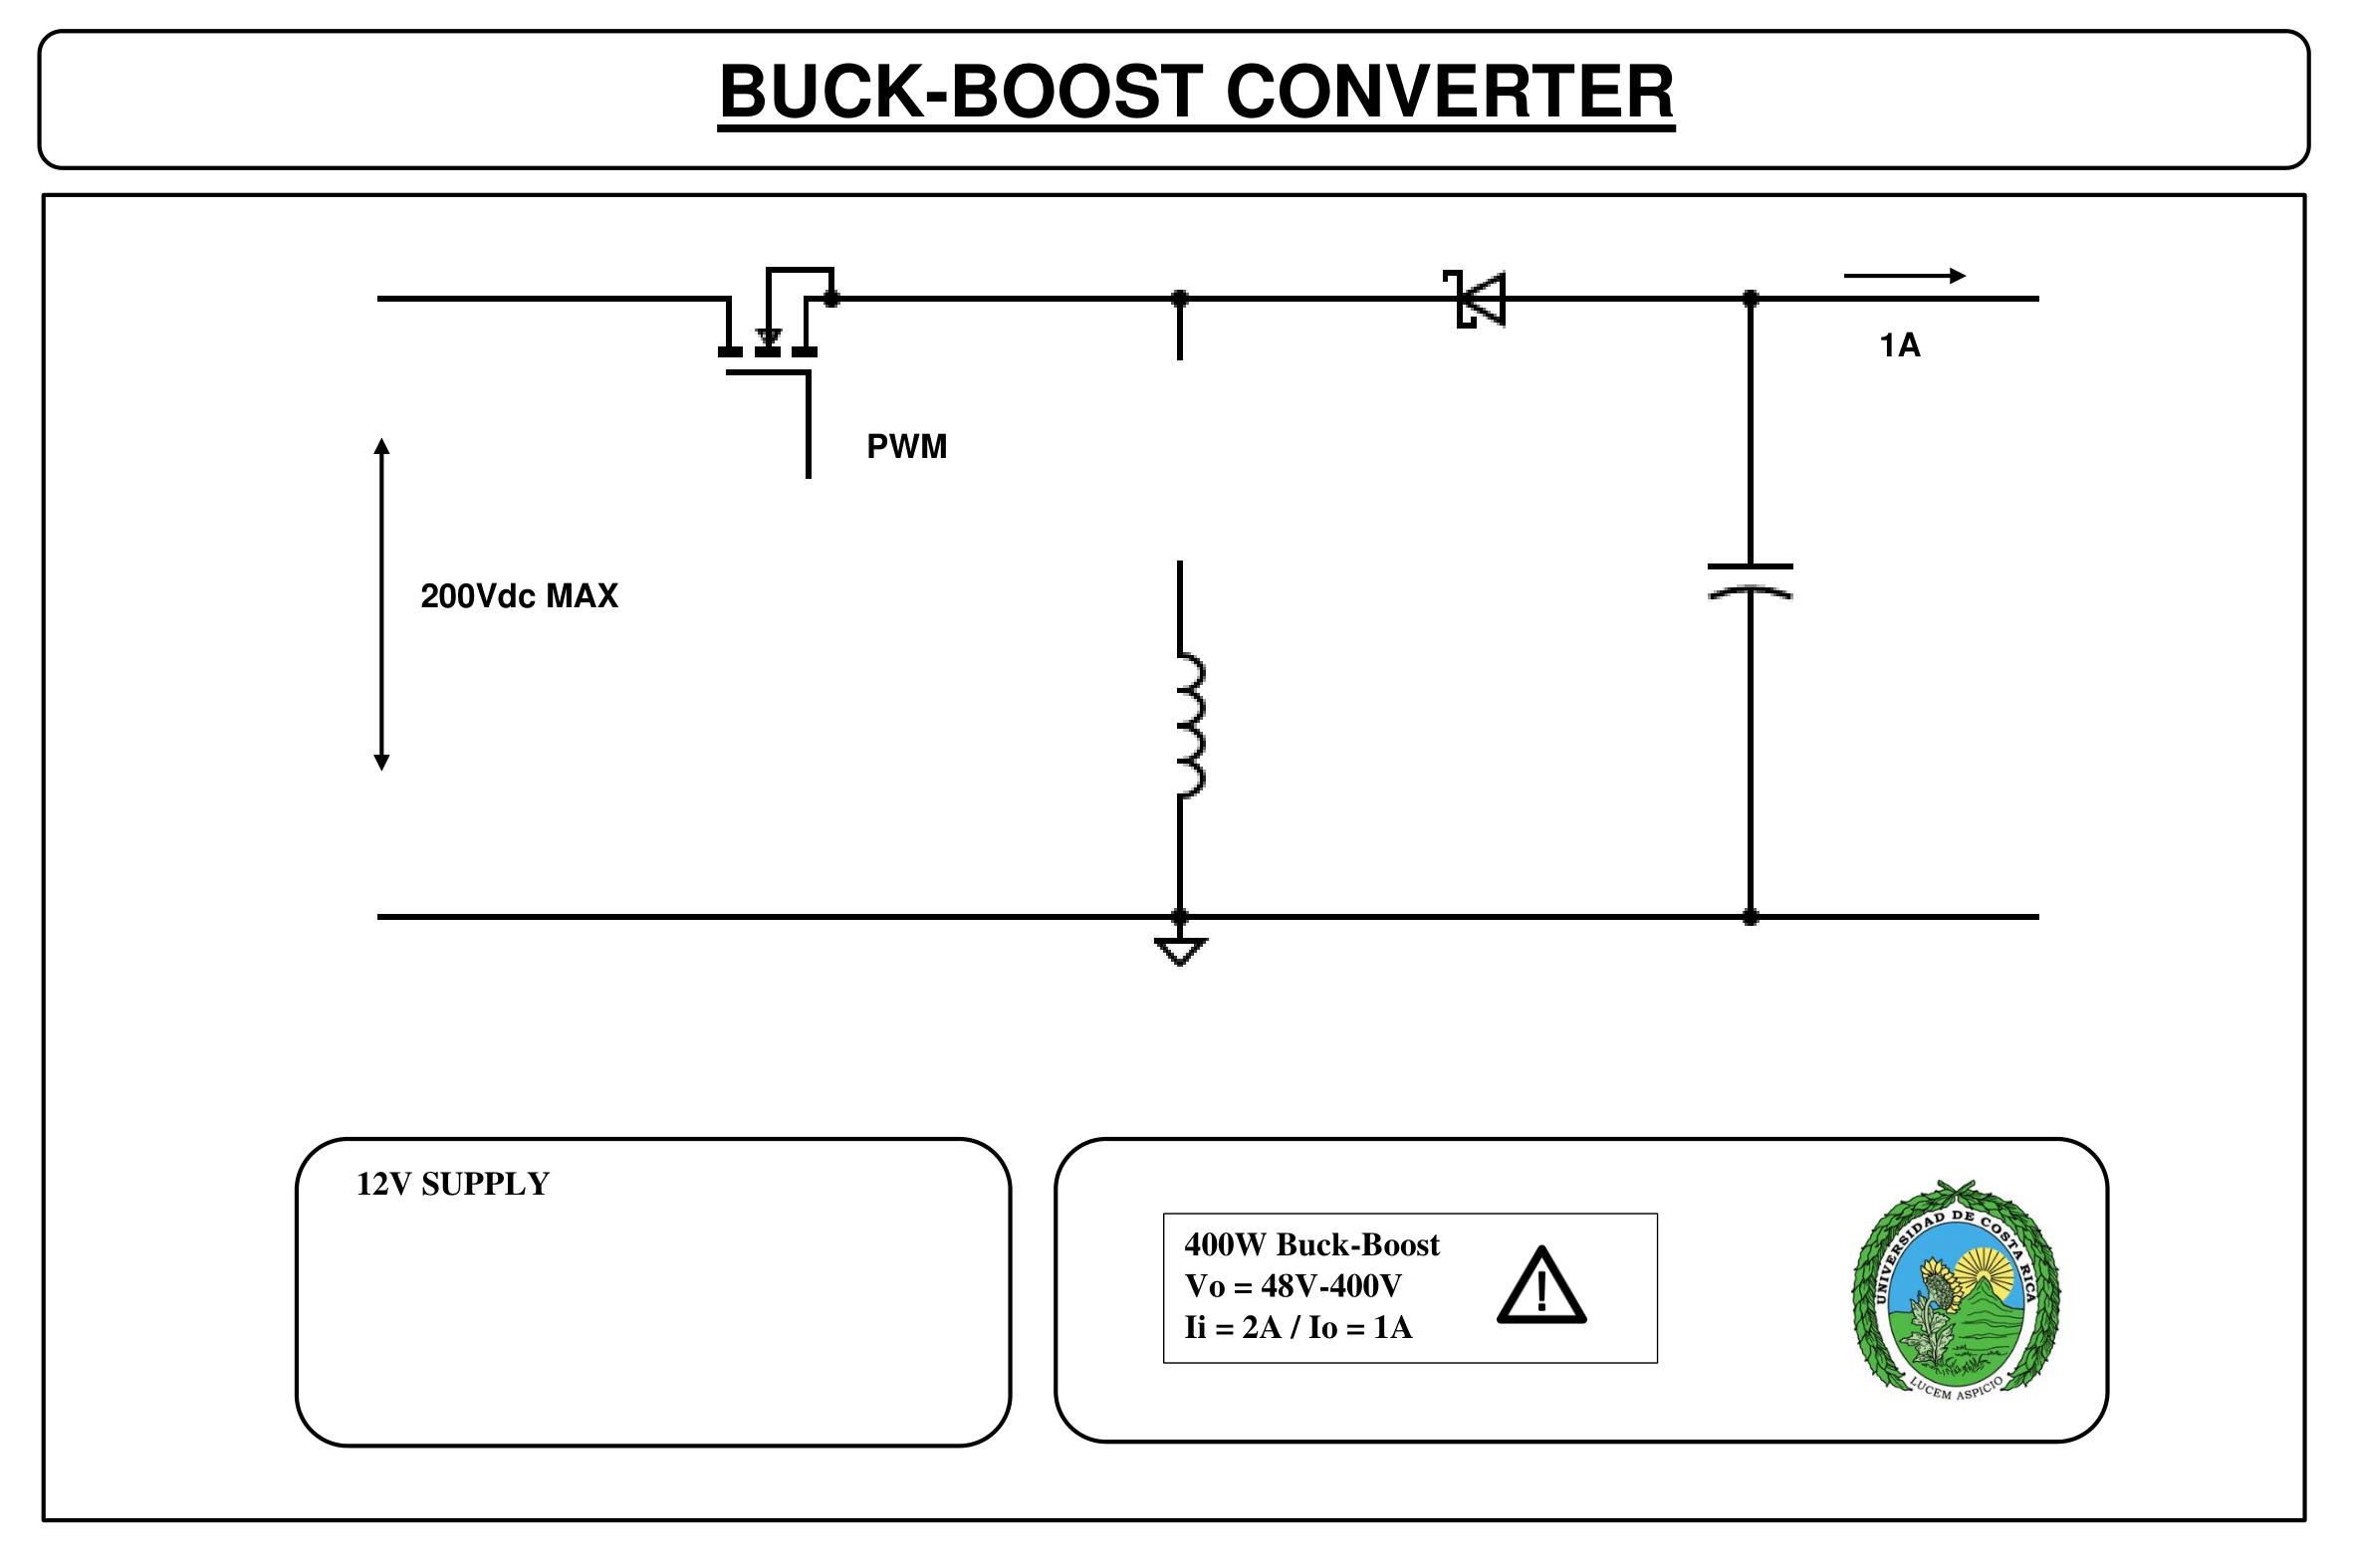 BUCK-BOOST CONVERTER
1A
PWM
200Vdc MAX
12V SUPPLY
400W Buck-Boost
Vo = 48V-400V
Ii = 2A / Io = 1A
!
UNIVERSIDAD DE COSTA RICA
LUCEM ASPICIO